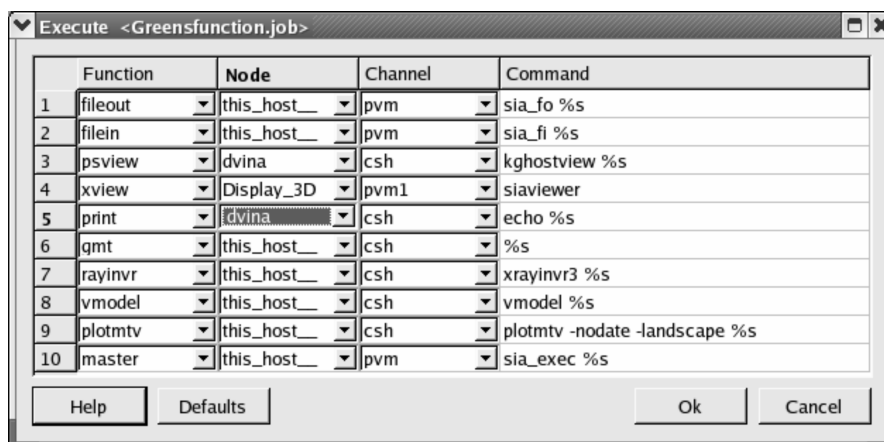 Execute <Greensfunction.job>
Function Node Channel Command
1 fileout this_host__ pvm sia_fo %s
2 filein this_host__ pvm sia_fi %s
3 psview dvina csh kghostview %s
4 xview Display_3D pvm1 siaviewer
5 print dvina csh echo %s
6 gmt this_host__ csh %s
7 rayinvr this_host__ csh xrayinvr3 %s
8 vmodel this_host__ csh vmodel %s
9 plotmtv this_host__ csh plotmtv -nodate -landscape %s
10 master this_host__ pvm sia_exec %s
Help Defaults Ok Cancel